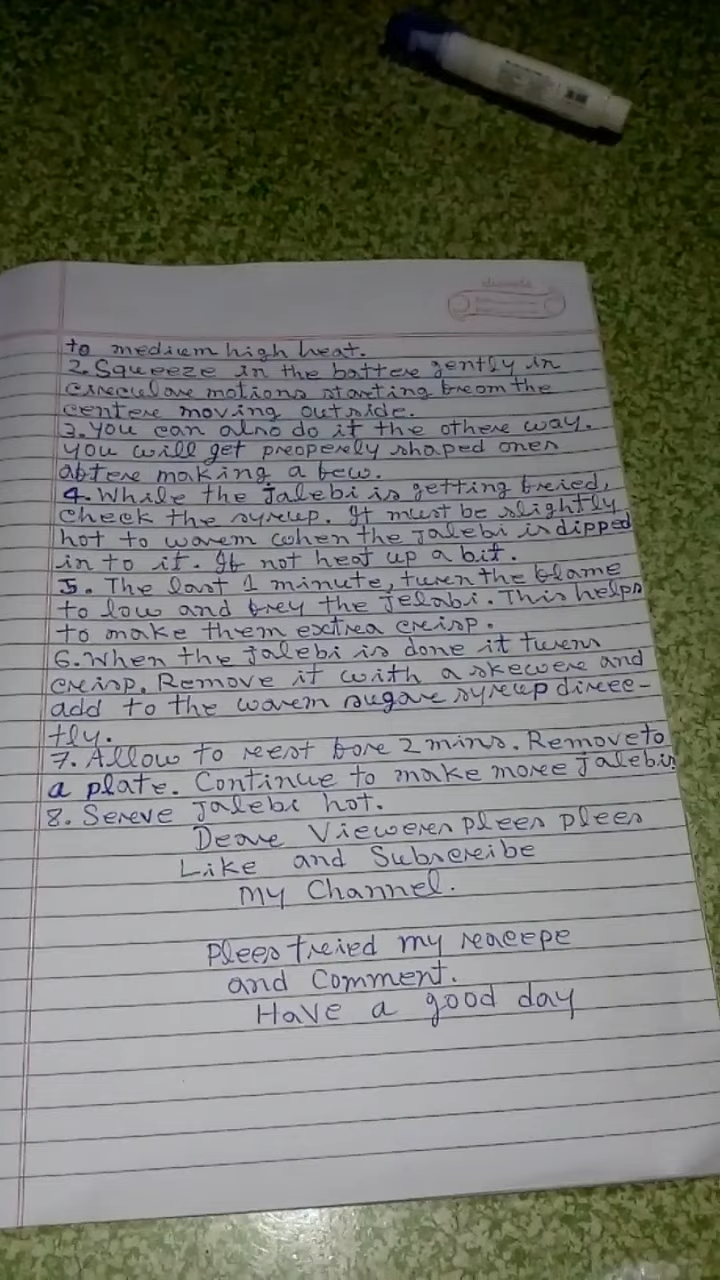 to medium high heat.
2. Squeeze in the batter gently in
circular motions starting from the
center moving outside.
3. you can also do it the other way.
you will get properly shaped ones
after making a few.
4. While the Jalebi is getting fried,
check the syrup. It must be slightly
hot to warm when the Jalebi is dipped
in to it. If not heat up a bit.
5. The last 1 minute, turn the flame
to low and fry the jelabi. This helps
to make them extra crisp.
6. When the jalebi is done it turns
crisp. Remove it with a skewer and
add to the warm sugar syrup direc-
tly.
7. Allow to rest for 2 mins. Remove to
a plate. Continue to make more jalebis
8. Serve jalebi hot.
Dear Viewers plees plees
Like and Subscribe
My Channel.
Plees tried my racepe
and Comment.
Have a good day